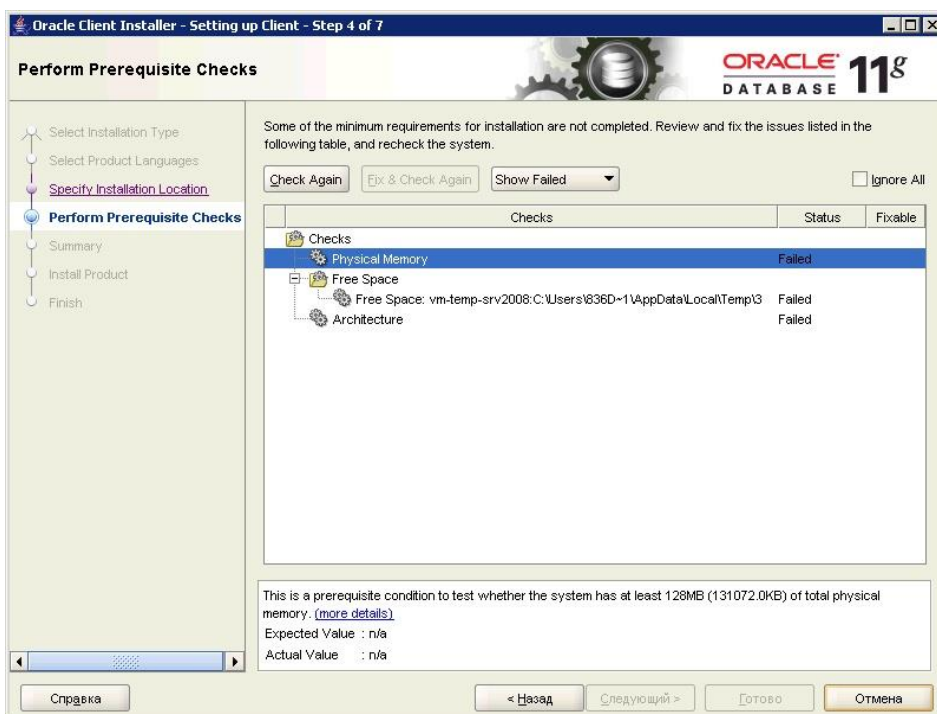 Oracle Client Installer - Setting up Client - Step 4 of 7
Perform Prerequisite Checks
ORACLE
DATABASE
11g
Select Installation Type
Select Product Languages
Specify Installation Location
Perform Prerequisite Checks
Summary
Install Product
Finish
Some of the minimum requirements for installation are not completed. Review and fix the issues listed in the
following table, and recheck the system.
Check Again Fix & Check Again Show Failed Ignore All
Checks Status Fixable
Checks
Physical Memory Failed
Free Space
Free Space: vm-temp-srv2008:C:\Users\836D~1\AppData\Local\Temp\3 Failed
Architecture Failed
This is a prerequisite condition to test whether the system has at least 128MB (131072.0KB) of total physical
memory. (more details)
Expected Value : n/a
Actual Value : n/a
Справка < Назад Следующий > Готово Отмена